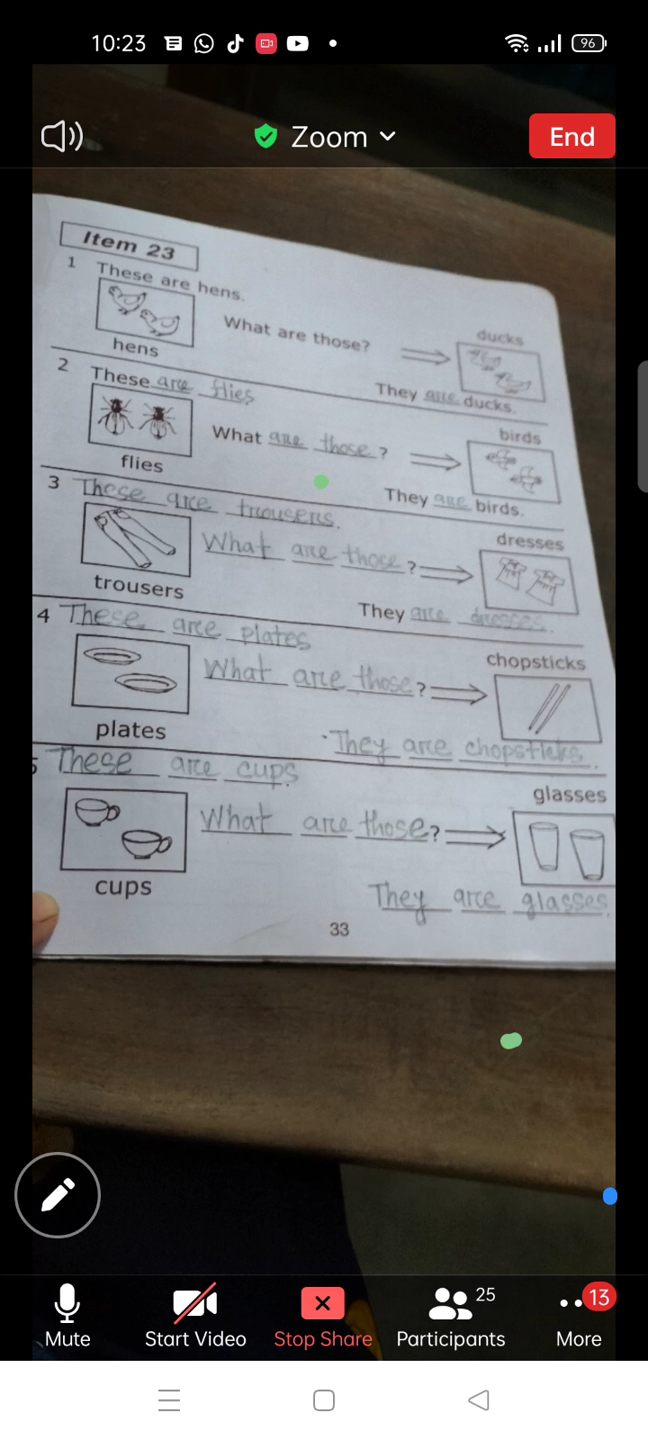 10:23
96
Zoom
End
Item 23
1 These are hens.
hens
What are those?
ducks
They are ducks.
2 These are flies
flies
What are those?
birds
They are birds.
3 These are trousers.
trousers
What are those?
dresses
They are dresses.
4 These are plates
plates
What are those?
chopsticks
They are chopsticks.
5 These are cups.
cups
What are those?
glasses
They are glasses.
33
Mute
Start Video
Stop Share
Participants
25
More
13